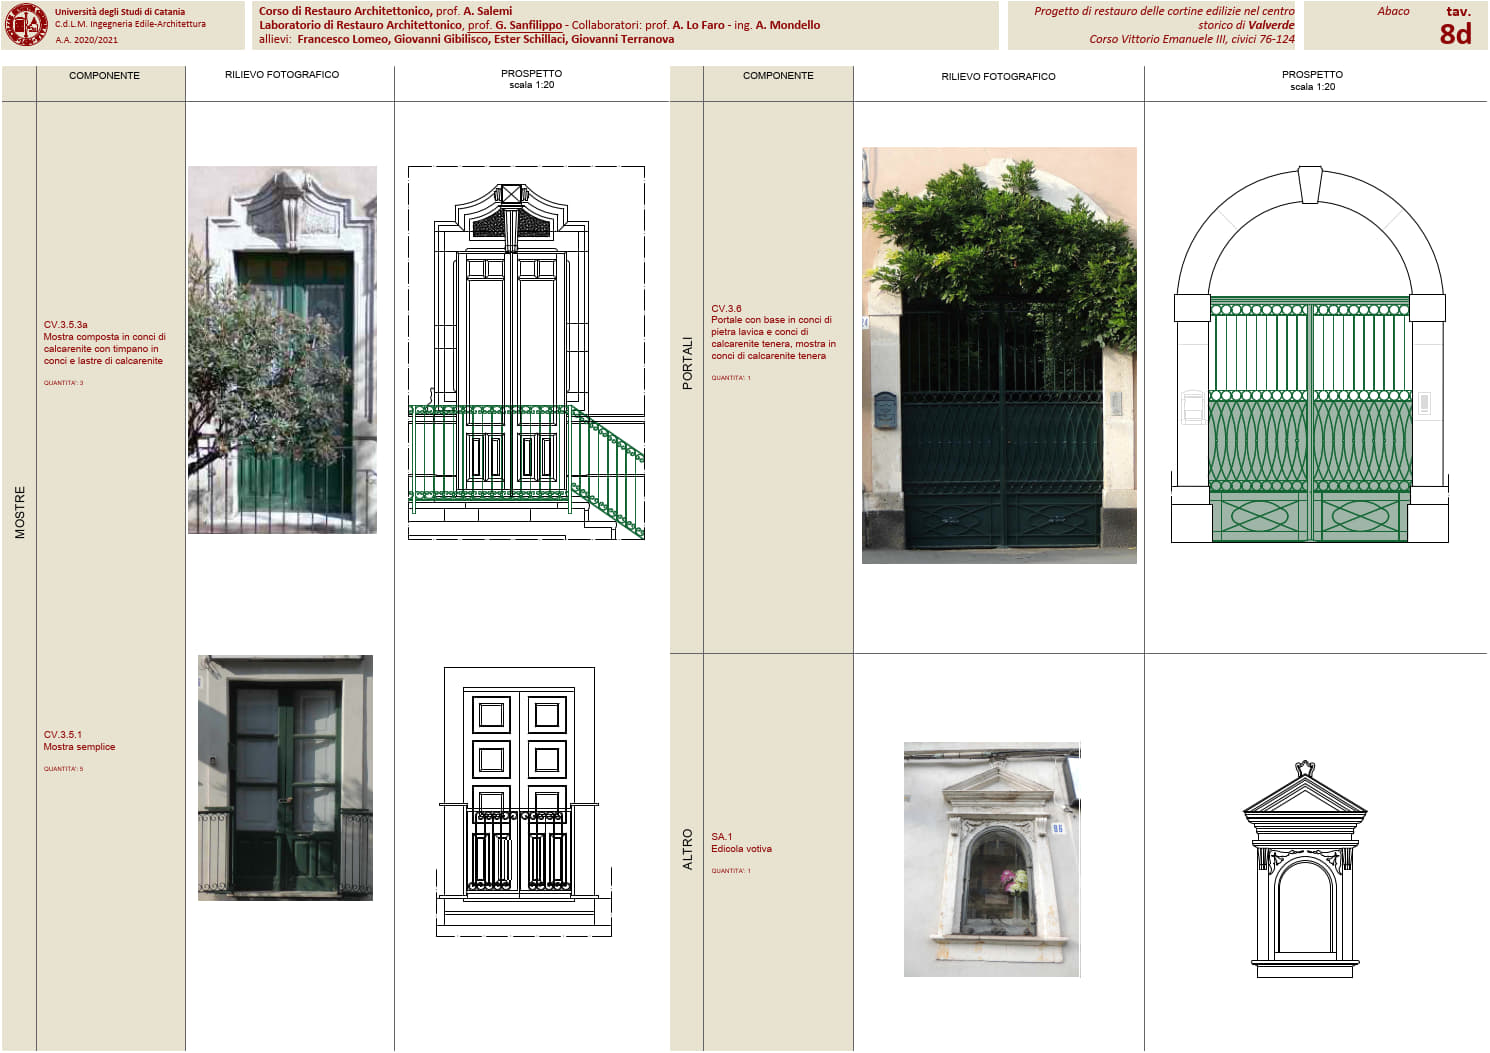 Università degli Studi di Catania
C.d.L.M. Ingegneria Edile-Architettura
A.A. 2020/2021
Corso di Restauro Architettonico, prof. A. Salemi
Laboratorio di Restauro Architettonico, prof. G. Sanfilippo - Collaboratori: prof. A. Lo Faro - ing. A. Mondello
allievi: Francesco Lomeo, Giovanni Gibilisco, Ester Schillaci, Giovanni Terranova
Progetto di restauro delle cortine edilizie nel centro
storico di Valverde
Corso Vittorio Emanuele III, civici 76-124
Abaco
tav.
8d
COMPONENTE
RILIEVO FOTOGRAFICO
PROSPETTO
scala 1:20
MOSTRE
CV.3.5.3a
Mostra composta in conci di
calcarenite con timpano in
conci e lastre di calcarenite
QUANTITA': 3
CV.3.5.1
Mostra semplice
QUANTITA': 5
COMPONENTE
RILIEVO FOTOGRAFICO
PROSPETTO
scala 1:20
PORTALI
CV.3.6
Portale con base in conci di
pietra lavica e conci di
calcarenite tenera, mostra in
conci di calcarenite tenera
QUANTITA': 1
ALTRO
SA.1
Edicola votiva
QUANTITA': 1